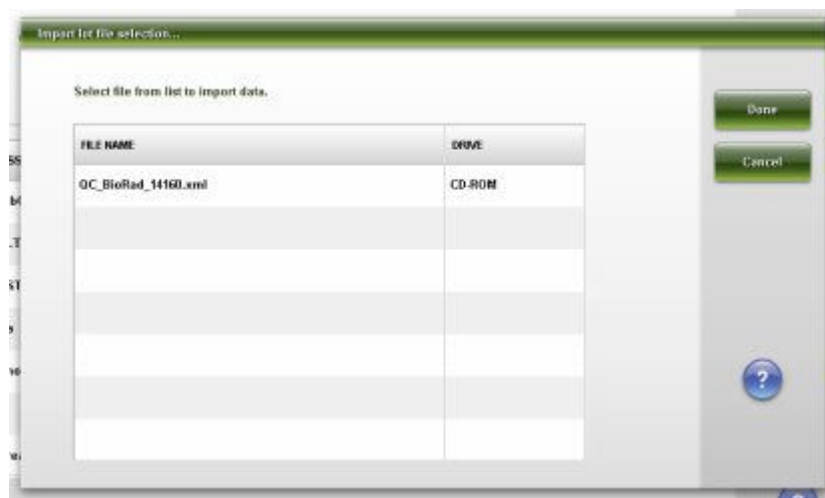 Import lot file selection...
Select file from list to import data.
FILE NAME DRIVE
QC_BioRad_14160.xml CD-ROM
Done
Cancel
?